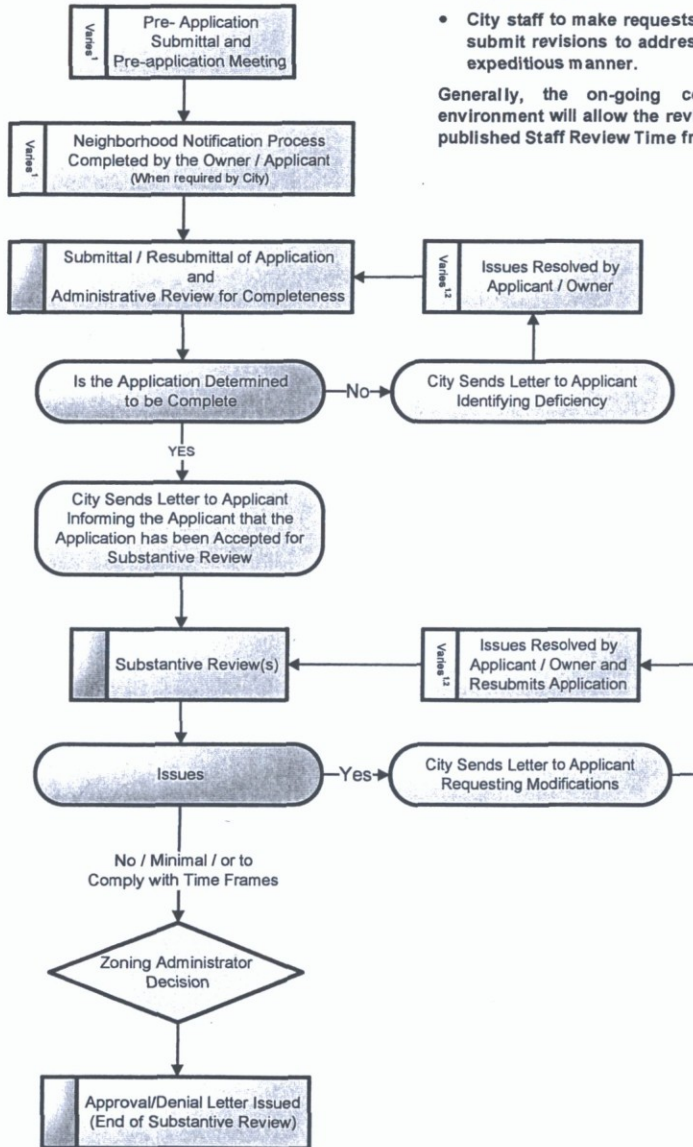 Pre- Application
Submittal and
Pre-application Meeting
Varies¹
• City staff to make requests
submit revisions to addres
expeditious manner.
Generally, the on-going co
environment will allow the rev
published Staff Review Time fr
Neighborhood Notification Process
Completed by the Owner / Applicant
(When required by City)
Varies¹
Submittal / Resubmittal of Application
and
Administrative Review for Completeness
Issues Resolved by
Applicant / Owner
Varies¹,²
Is the Application Determined
to be Complete
No
City Sends Letter to Applicant
Identifying Deficiency
YES
City Sends Letter to Applicant
Informing the Applicant that the
Application has been Accepted for
Substantive Review
Substantive Review(s)
Issues Resolved by
Applicant / Owner and
Resubmits Application
Varies¹,²
Issues
Yes
City Sends Letter to Applicant
Requesting Modifications
No / Minimal / or to
Comply with Time Frames
Zoning Administrator
Decision
Approval/Denial Letter Issued
(End of Substantive Review)